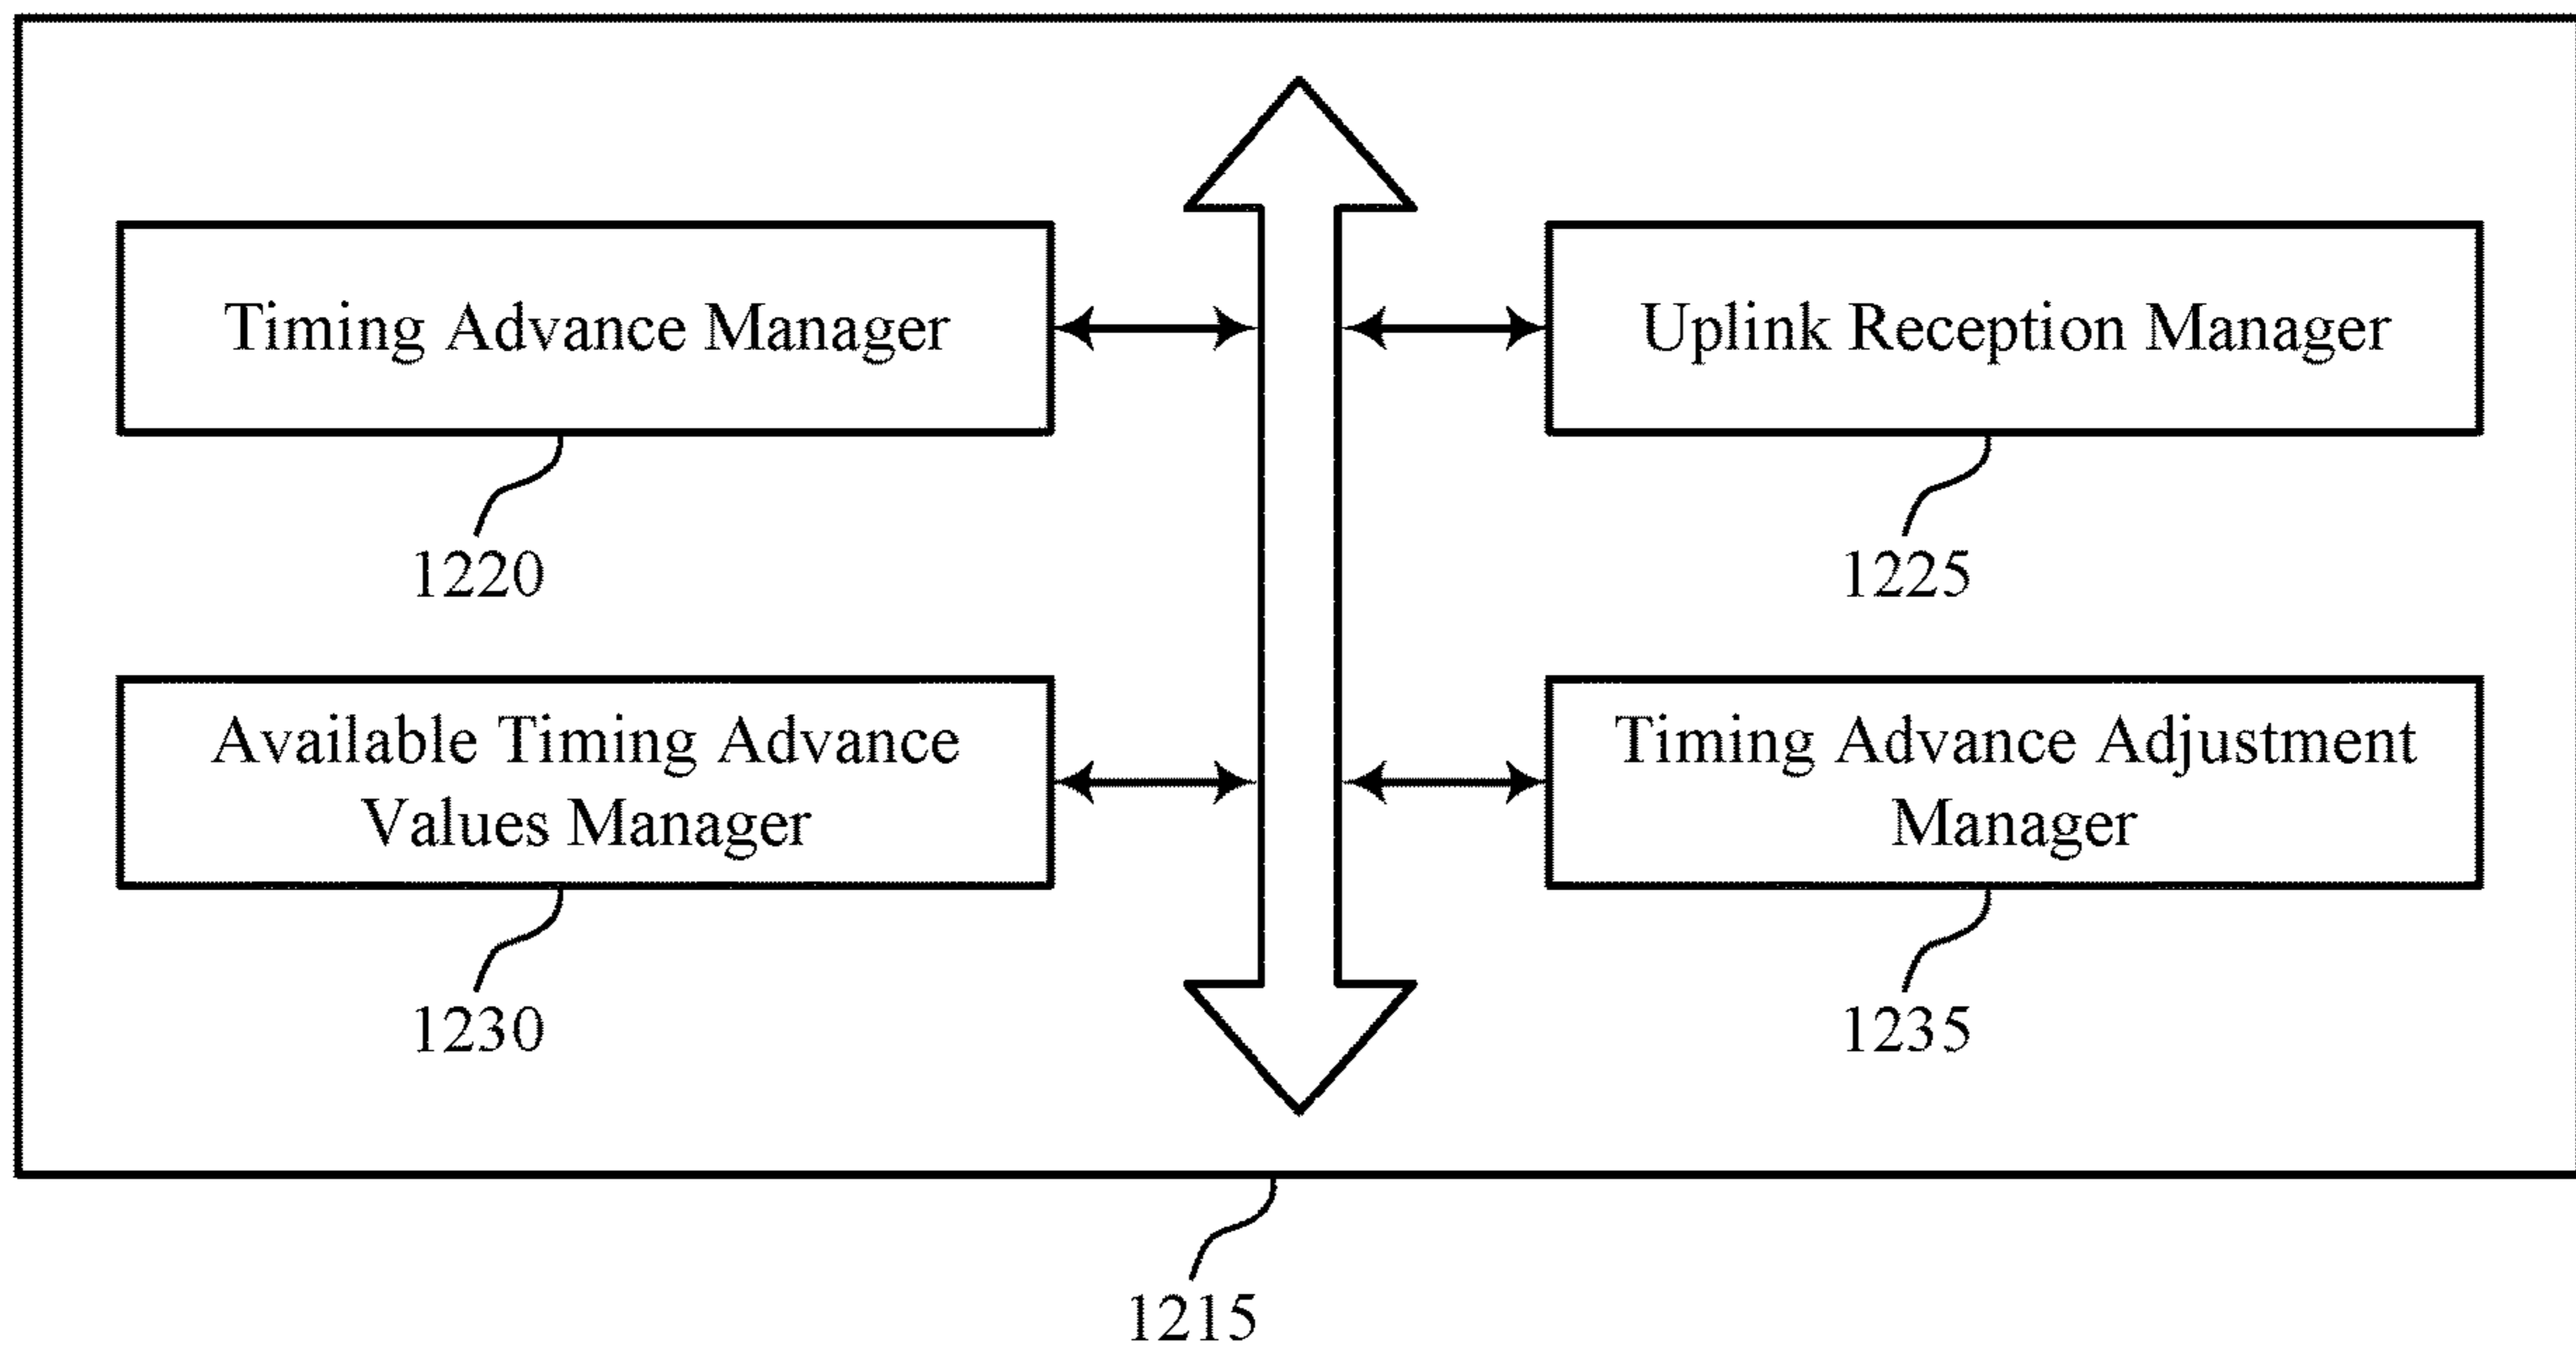 Timing Advance Manager
1220
Uplink Reception Manager
1225
Available Timing Advance
Values Manager
1230
Timing Advance Adjustment
Manager
1235
1215